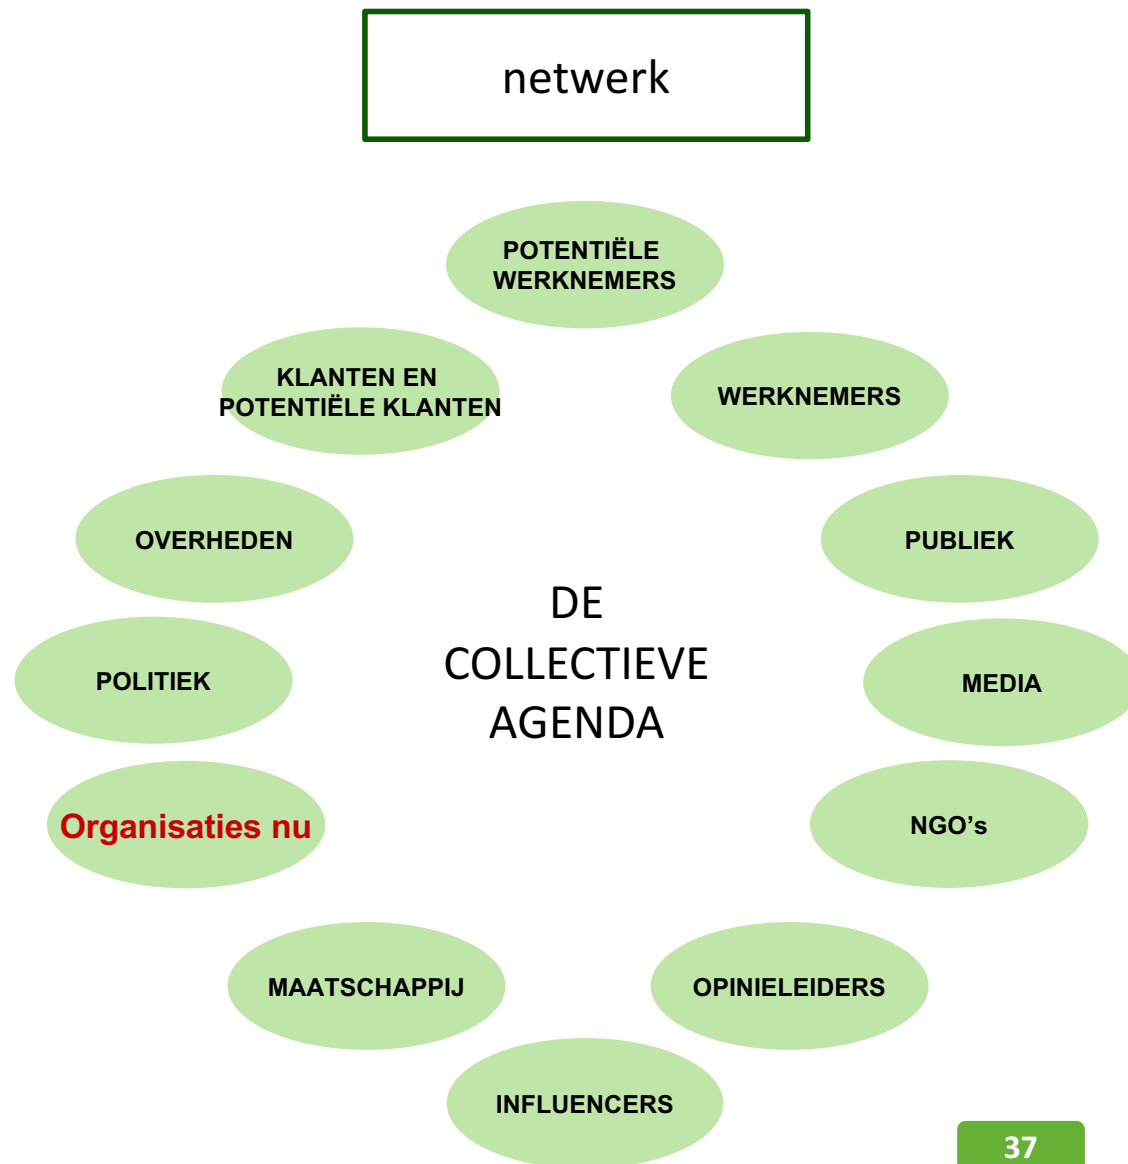 netwerk
POTENTIËLE
WERKNEMERS
KLANTEN EN
POTENTIËLE KLANTEN
WERKNEMERS
OVERHEDEN
PUBLIEK
DE
COLLECTIEVE
AGENDA
POLITIEK
MEDIA
Organisaties nu
NGO’s
MAATSCHAPPIJ
OPINIELEIDERS
INFLUENCERS
37